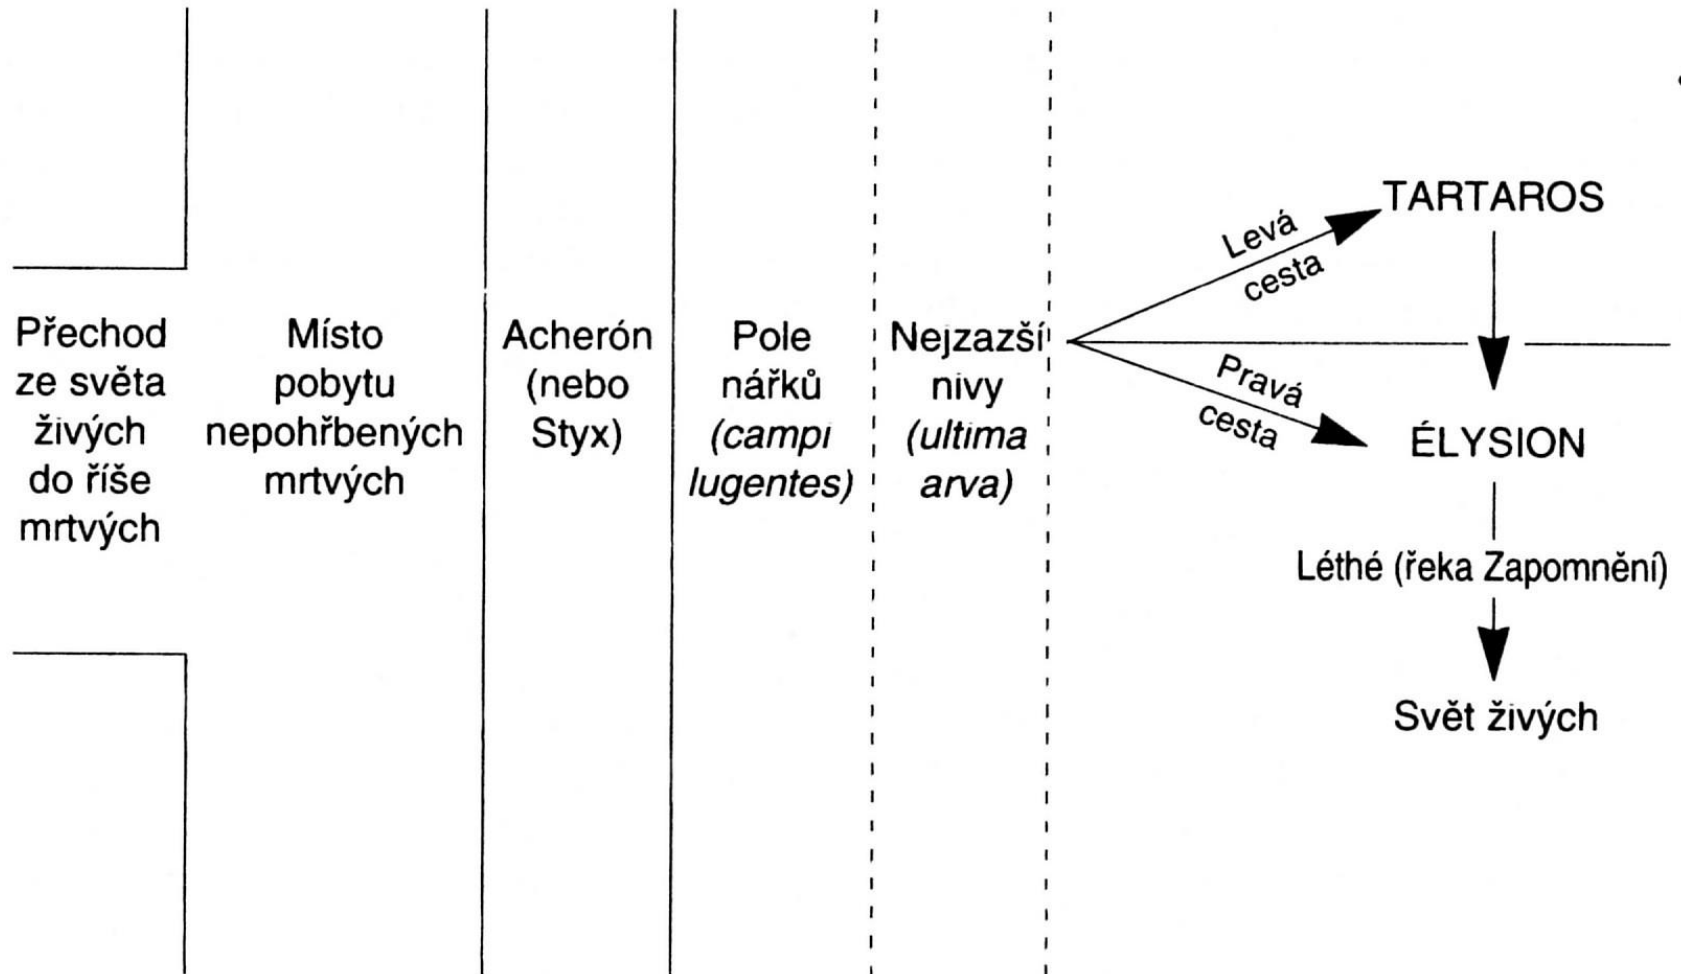 Přechod
ze světa
živých
do říše
mrtvých
Místo
pobytu
nepohřbených
mrtvých
Acherón
(nebo
Styx)
Pole
nářků
(campi
lugentes)
Nejzazší
nivy
(ultima
arva)
Levá
cesta
Pravá
cesta
TARTAROS
ÉLYSION
Léthé (řeka Zapomnění)
Svět živých